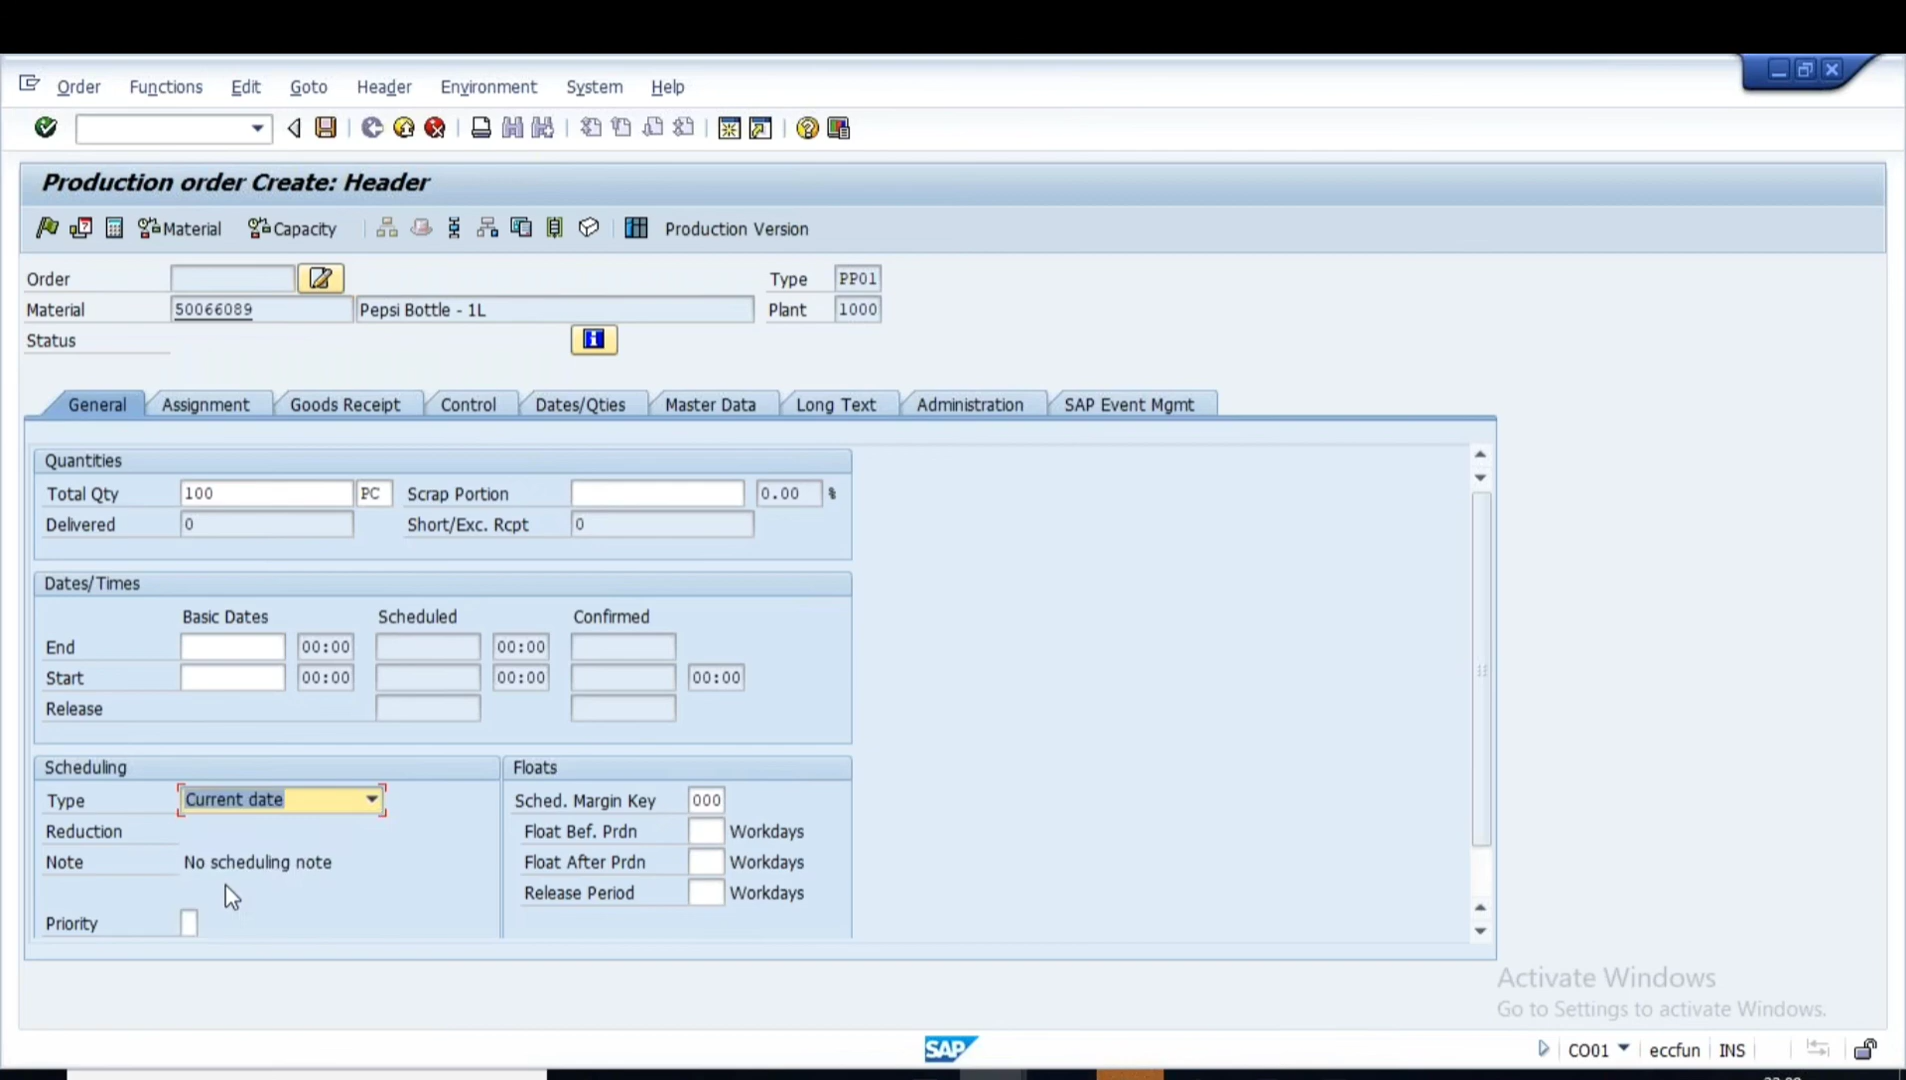 Order Functions Edit Goto Header Environment System Help
Production order Create: Header
Material Capacity Production Version
Order Type PP01
Material 50066089 Pepsi Bottle - 1L Plant 1000
Status
General Assignment Goods Receipt Control Dates/Qties Master Data Long Text Administration SAP Event Mgmt
Quantities
Total Qty 100 PC Scrap Portion 0.00 %
Delivered 0 Short/Exc. Rcpt 0
Dates/Times
Basic Dates Scheduled Confirmed
End 00:00 00:00
Start 00:00 00:00 00:00
Release
Scheduling Floats
Type Current date Sched. Margin Key 000
Reduction Float Bef. Prdn Workdays
Note No scheduling note Float After Prdn Workdays
Release Period Workdays
Priority
Activate Windows
Go to Settings to activate Windows.
SAP CO01 eccfun INS